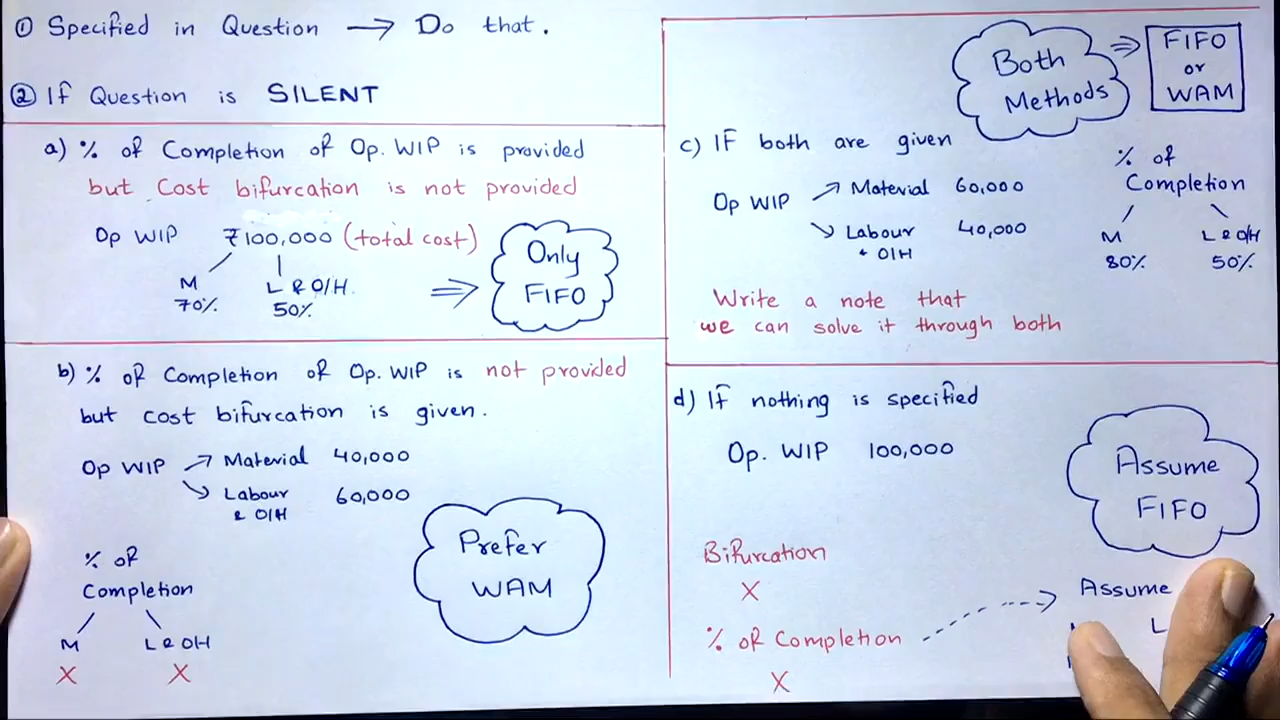 ① Specified in Question → Do that.
② If Question is SILENT
a) % of Completion of Op. WIP is provided
but Cost bifurcation is not provided
Op WIP ₹100,000 (total cost)
M L & O/H
70% 50%
⇒ Only
FIFO
b) % of Completion of Op. WIP is not provided
but cost bifurcation is given.
Op WIP → Material 40,000
→ Labour 60,000
& O/H
% of
Completion
M L & OH
X X
Prefer
WAM
Both
Methods
⇒ FIFO
or
WAM
c) IF both are given
Op WIP → Material 60,000
→ Labour 40,000
& O/H
% of
Completion
M L & O/H
80% 50%
Write a note that
we can solve it through both
d) If nothing is specified
Op. WIP 100,000
Assume
FIFO
Bifurcation
X
% of Completion → Assume
X
L